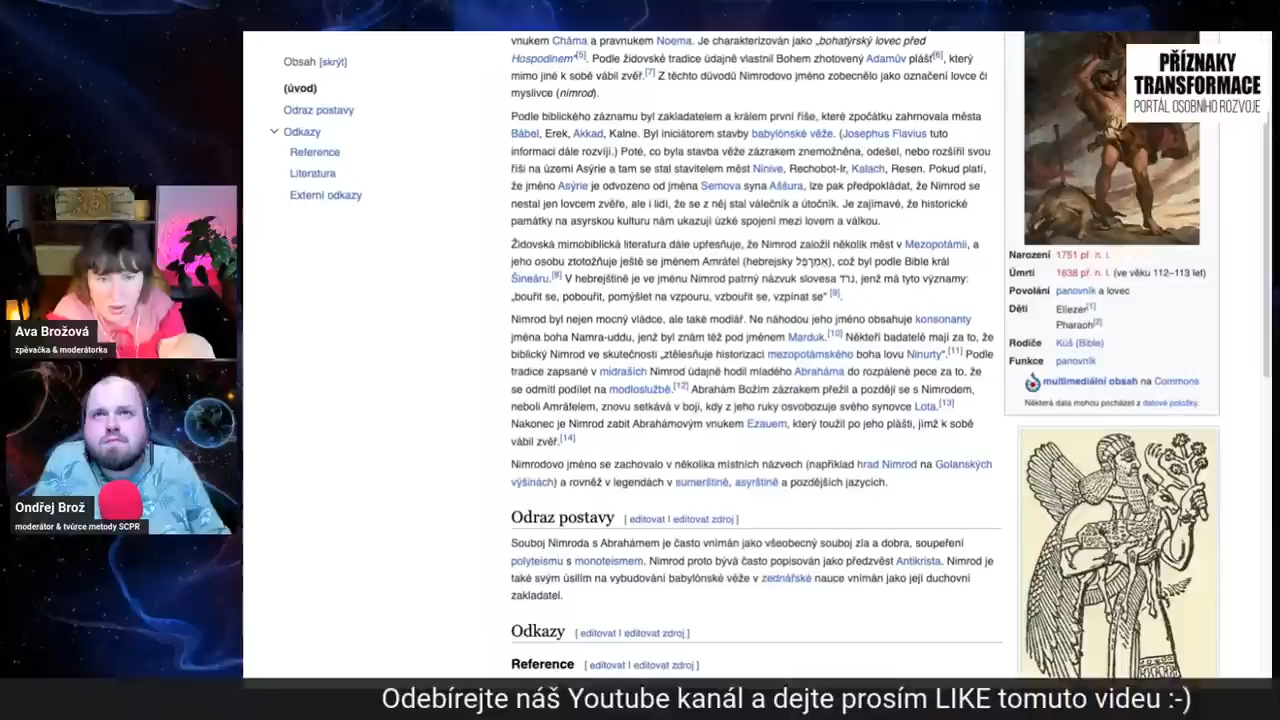 vnukem Cháma a pravnukem Noema. Je charakterizován jako „bohatýrský lovec před
Hospodinem"[5]. Podle židovské tradice údajně vlastnil Bohem zhotovený Adamův plášť[6], který
mimo jiné k sobě vábil zvěř.[7] Z těchto důvodů Nimrodovo jméno zobecnělo jako označení lovce či
myslivce (nimrod).
Podle biblického záznamu byl zakladatelem a králem první říše, které zpočátku zahrnovala města
Bábel, Erek, Akkad, Kalne. Byl iniciátorem stavby babylónské věže. (Josephus Flavius tuto
informaci dále rozvíjí.) Poté, co byla stavba věže zázrakem znemožněna, odešel, nebo rozšířil svou
říši na území Asýrie a tam se stal stavitelem měst Ninive, Rechobot-Ir, Kalach, Resen. Pokud platí,
že jméno Asýrie je odvozeno od jména Semova syna Aššúra, lze pak předpokládat, že Nimrod se
nestal jen lovcem zvěře, ale i lidí, že se z něj stal válečník a útočník. Je zajímavé, že historické
památky na asyrskou kulturu nám ukazují úzké spojení mezi lovem a válkou.
Židovská mimobiblická literatura dále upřesňuje, že Nimrod založil několik měst v Mezopotámii, a
jeho osobu ztotožňuje ještě se jménem Amráfel (hebrejsky אַמְרָפֶל), což byl podle Bible král
Šineáru.[8] V hebrejštině je ve jménu Nimrod patrný názvuk slovesa נרד, jenž má tyto významy:
„bouřit se, pobouřit, pomýšlet na vzpouru, vzbouřit se, vzpínat se" [9].
Nimrod byl nejen mocný vládce, ale také modlář. Ne náhodou jeho jméno obsahuje konsonanty
jména boha Namra-uddu, jenž byl znám též pod jménem Marduk.[10] Někteří badatelé mají za to, že
biblický Nimrod ve skutečnosti „ztělesňuje historizaci mezopotámského boha lovu Ninurty".[11] Podle
tradice zapsané v midraších Nimrod údajně hodil mladého Abraháma do rozpálené pece za to, že
se odmítl podílet na modloslužbě.[12] Abrahám Božím zázrakem přežil a později se s Nimrodem,
neboli Amráfelem, znovu setkává v boji, kdy z jeho ruky osvobozuje svého synovce Lota.[13]
Nakonec je Nimrod zabit Abrahámovým vnukem Ezauem, který toužil po jeho plášti, jímž k sobě
vábil zvěř.[14]
Nimrodovo jméno se zachovalo v několika místních názvech (například hrad Nimrod na Golanských
výšinách) a rovněž v legendách v sumerštině, asyrštině a pozdějších jazycích.
Odraz postavy [ editovat | editovat zdroj ]
Souboj Nimroda s Abrahámem je často vnímán jako všeobecný souboj zla a dobra, soupeření
polyteismu s monoteismem. Nimrod proto bývá často popisován jako předzvěst Antikrista. Nimrod je
také svým úsilím na vybudování babylónské věže v zednářské nauce vnímán jako její duchovní
zakladatel.
Odkazy [ editovat | editovat zdroj ]
Reference [ editovat | editovat zdroj ]
Obsah [skrýt]
(úvod)
Odraz postavy
Odkazy
Reference
Literatura
Externí odkazy
PŘÍZNAKY
TRANSFORMACE
PORTÁL OSOBNÍHO ROZVOJE
Narození 1751 př. n. l.
Úmrtí 1638 př. n. l. (ve věku 112–113 let)
Povolání panovník a lovec
Děti Eliezer[1]
Pharaoh[2]
Rodiče Kúš (Bible)
Funkce panovník
multimediální obsah na Commons
Některá data mohou pocházet z datové položky.
Ava Brožová
zpěvačka & moderátorka
Ondřej Brož
moderátor & tvůrce metody SCPR
Odebírejte náš Youtube kanál a dejte prosím LIKE tomuto videu :-)